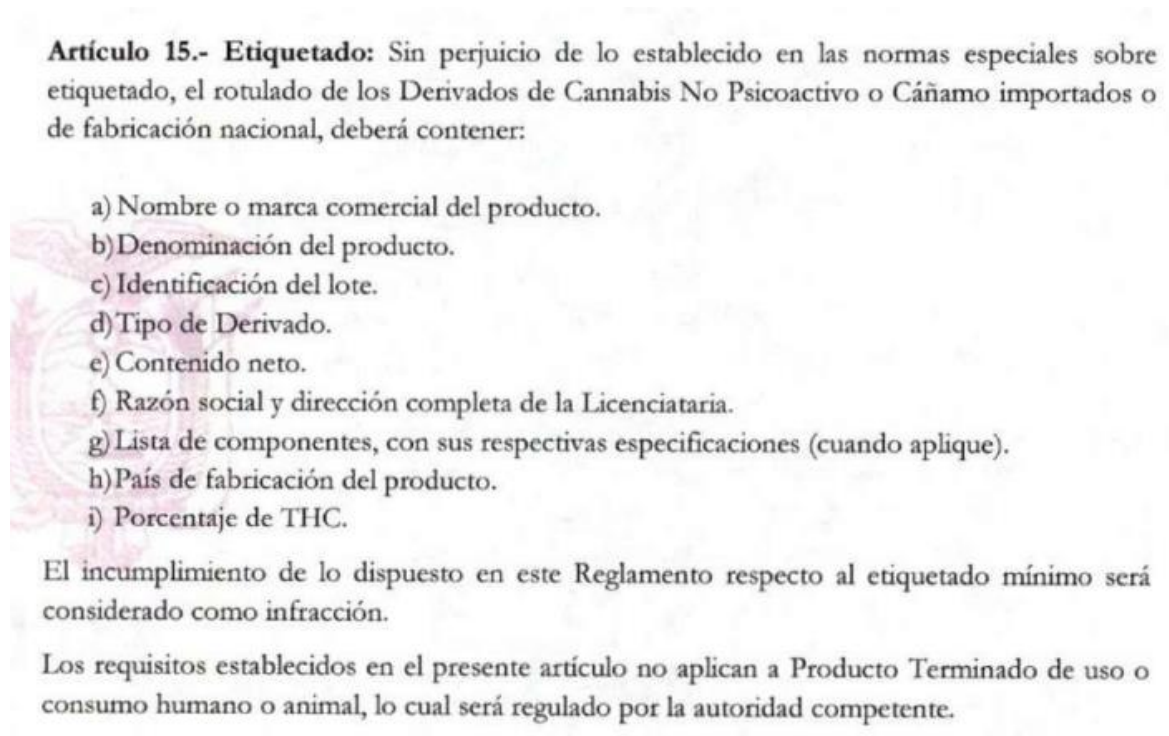 Artículo 15.- Etiquetado: Sin perjuicio de lo establecido en las normas especiales sobre
etiquetado, el rotulado de los Derivados de Cannabis No Psicoactivo o Cáñamo importados o
de fabricación nacional, deberá contener:
a) Nombre o marca comercial del producto.
b) Denominación del producto.
c) Identificación del lote.
d) Tipo de Derivado.
e) Contenido neto.
f) Razón social y dirección completa de la Licenciataria.
g) Lista de componentes, con sus respectivas especificaciones (cuando aplique).
h) País de fabricación del producto.
i) Porcentaje de THC.
El incumplimiento de lo dispuesto en este Reglamento respecto al etiquetado mínimo será
considerado como infracción.
Los requisitos establecidos en el presente artículo no aplican a Producto Terminado de uso o
consumo humano o animal, lo cual será regulado por la autoridad competente.